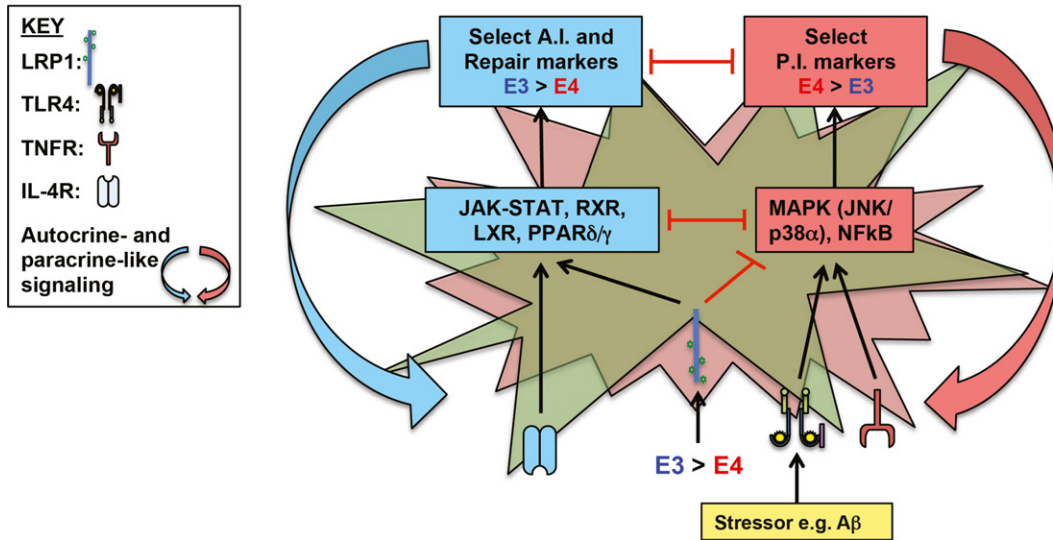 KEY
LRP1:
TLR4:
TNFR:
IL-4R:
Autocrine- and
paracrine-like
signaling
Select A.I. and
Repair markers
E3 > E4
Select
P.I. markers
E4 > E3
JAK-STAT, RXR,
LXR, PPARδ/γ
MAPK (JNK/
p38α), NFkB
E3 > E4
Stressor e.g. Aβ